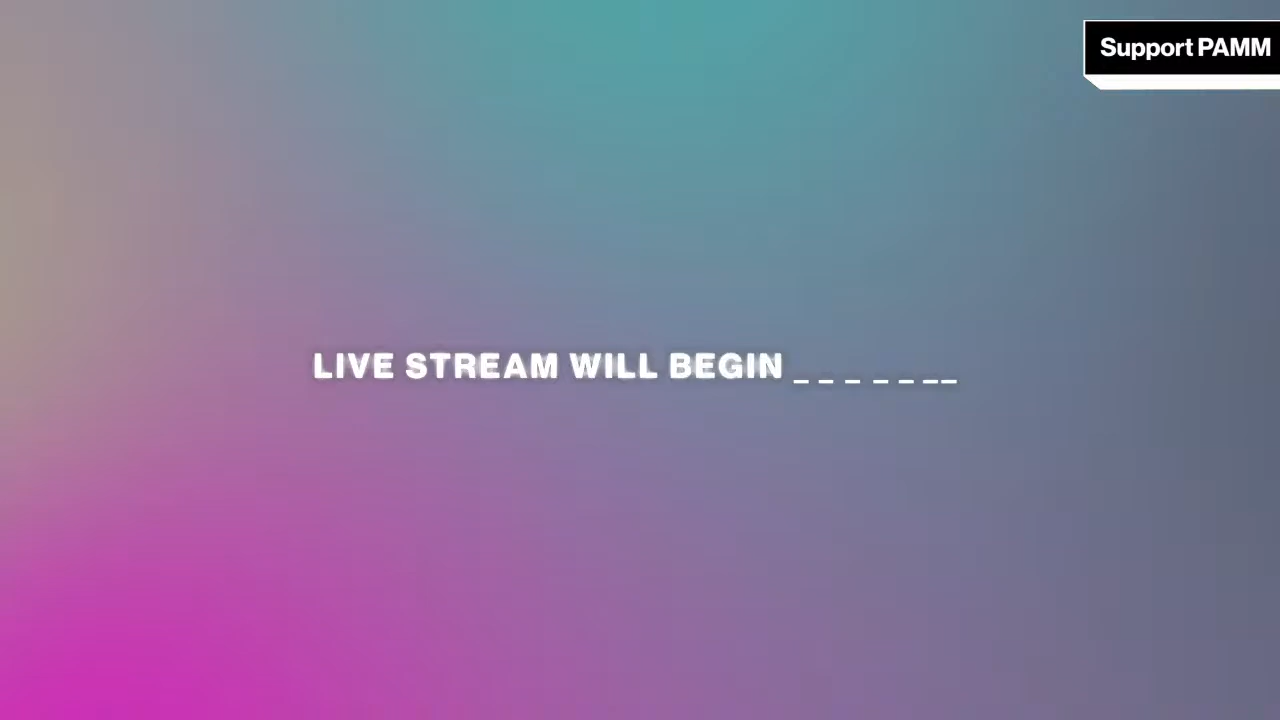 Support PAMM
LIVE STREAM WILL BEGIN _ _ _ _ _ _ _